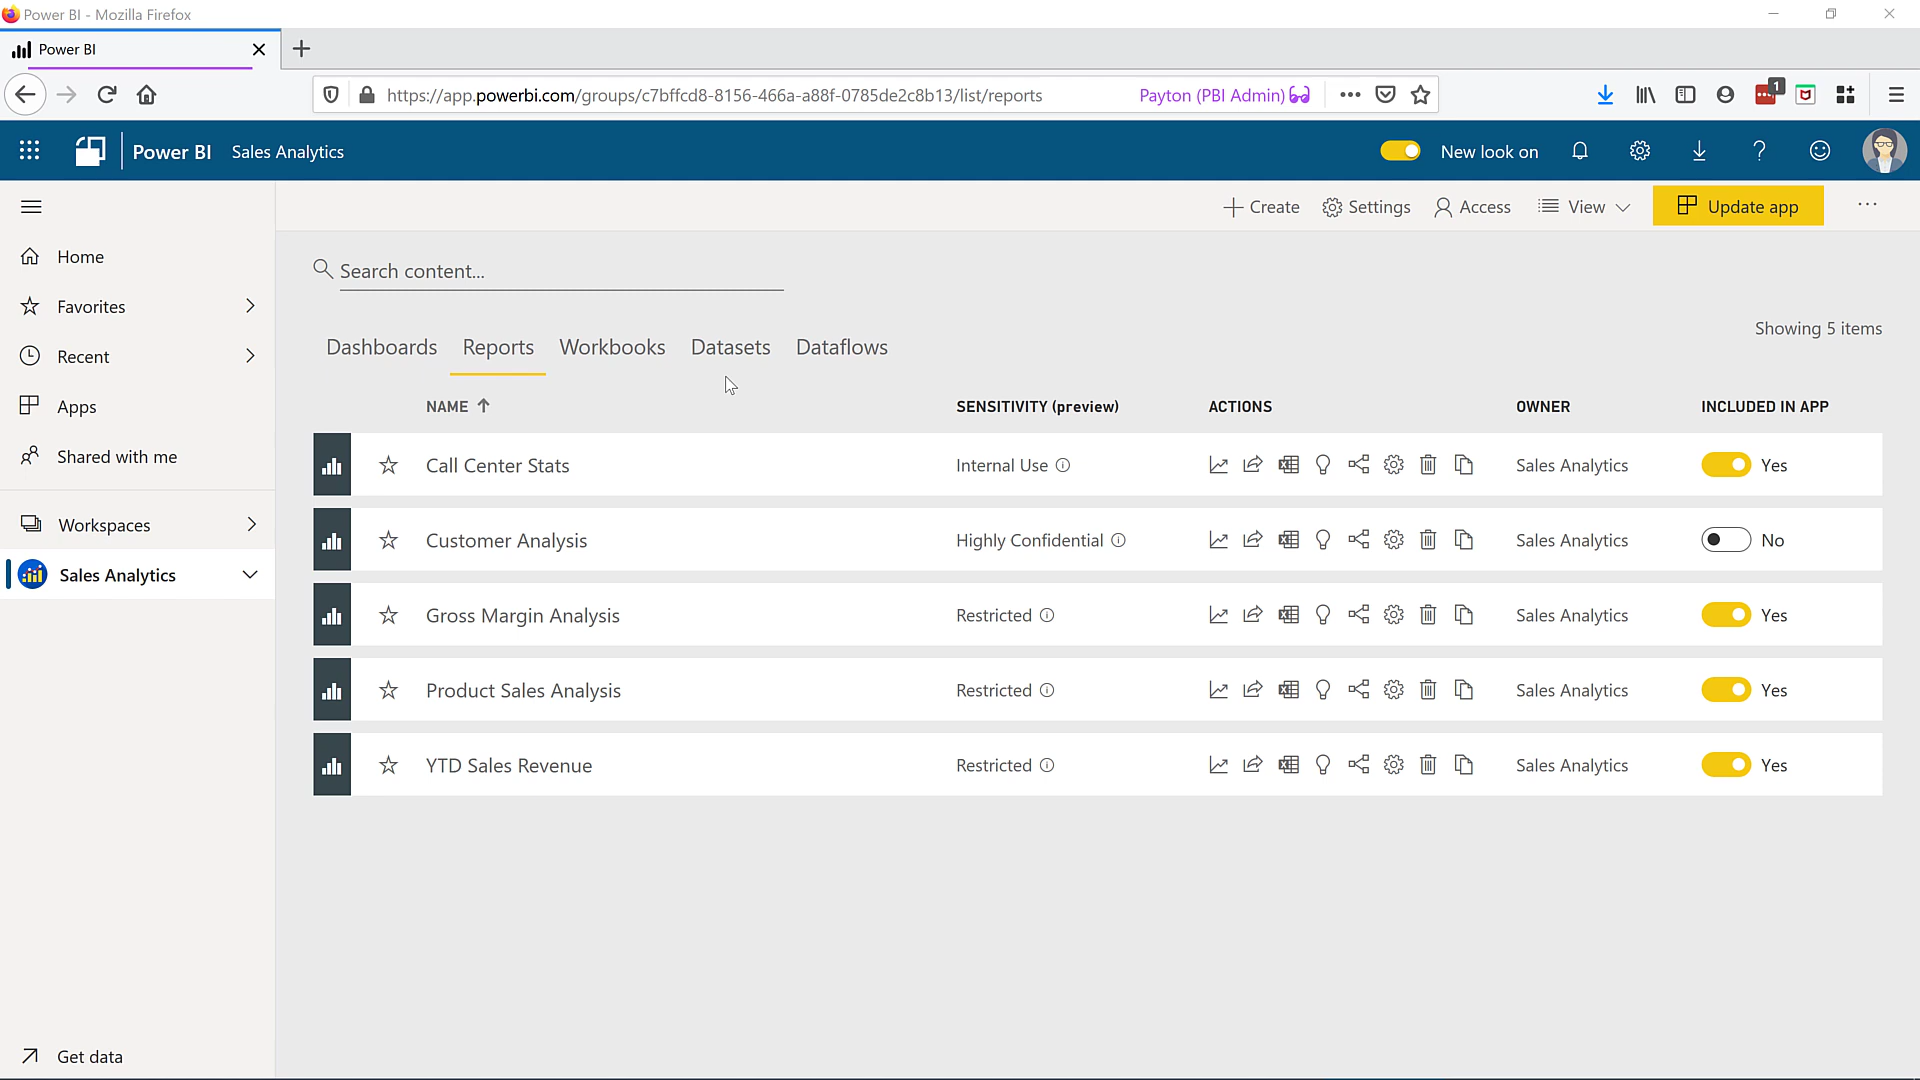 Power BI - Mozilla Firefox
Power BI
https://app.powerbi.com/groups/c7bffcd8-8156-466a-a88f-0785de2c8b13/list/reports Payton (PBI Admin) 1
Power BI Sales Analytics New look on
Create Settings Access View Update app
Home
Favorites
Recent
Apps
Shared with me
Workspaces
Sales Analytics
Get data
Search content...
Showing 5 items
Dashboards Reports Workbooks Datasets Dataflows
NAME SENSITIVITY (preview) ACTIONS OWNER INCLUDED IN APP
Call Center Stats Internal Use Sales Analytics Yes
Customer Analysis Highly Confidential Sales Analytics No
Gross Margin Analysis Restricted Sales Analytics Yes
Product Sales Analysis Restricted Sales Analytics Yes
YTD Sales Revenue Restricted Sales Analytics Yes